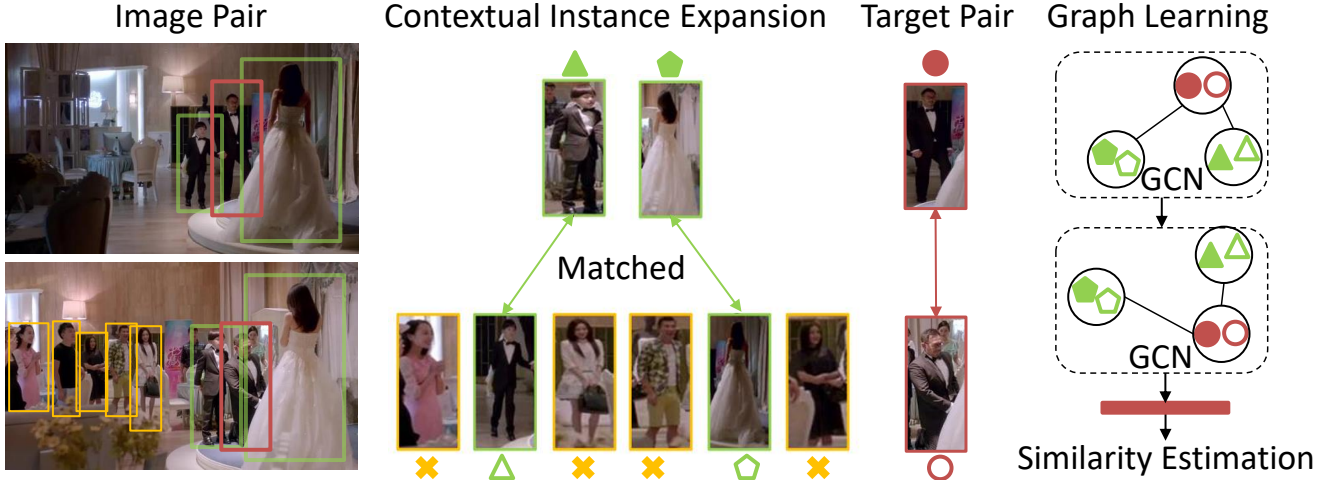 Image Pair
Contextual Instance Expansion
Target Pair
Graph Learning
Matched
GCN
GCN
Similarity Estimation